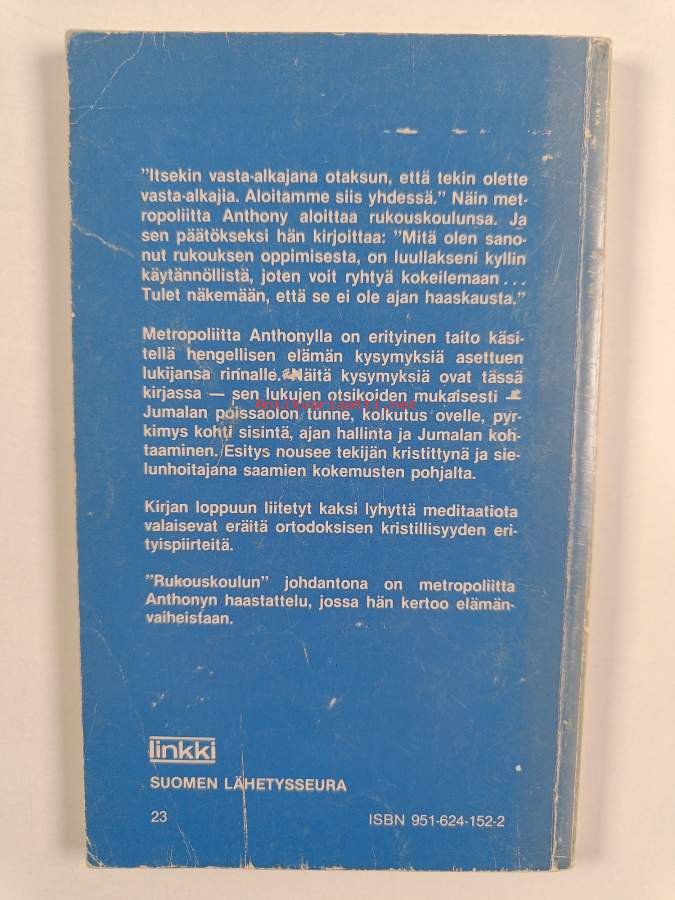 "Itsekin vasta-alkajana otaksun, että tekin olette
vasta-alkajia. Aloitamme siis yhdessä." Näin met-
ropoliitta Anthony aloittaa rukouskoulunsa. Ja
sen päätökseksi hän kirjoittaa: "Mitä olen sano-
nut rukouksen oppimisesta, on luullakseni kyllin
käytännöllistä, joten voit ryhtyä kokeilemaan...
Tulet näkemään, että se ei ole ajan haaskausta."
Metropoliitta Anthonylla on erityinen taito käsi-
tellä hengellisen elämän kysymyksiä asettuen
lukijansa rinnalle. Näitä kysymyksiä ovat tässä
kirjassa — sen lukujen otsikoiden mukaisesti —
antikvariaatti.net
Jumalan poissaolon tunne, kolkutus ovelle, pyr-
kimys kohti sisintä, ajan hallinta ja Jumalan koh-
taaminen. Esitys nousee tekijän kristittynä ja sie-
lunhoitajana saamien kokemusten pohjalta.
Kirjan loppuun liitetyt kaksi lyhyttä meditaatiota
valaisevat eräitä ortodoksisen kristillisyyden eri-
tyispiirteitä.
"Rukouskoulun" johdantona on metropoliitta
Anthonyn haastattelu, jossa hän kertoo elämän-
vaiheistaan.
linkki
SUOMEN LÄHETYSSEURA
23
ISBN 951-624-152-2